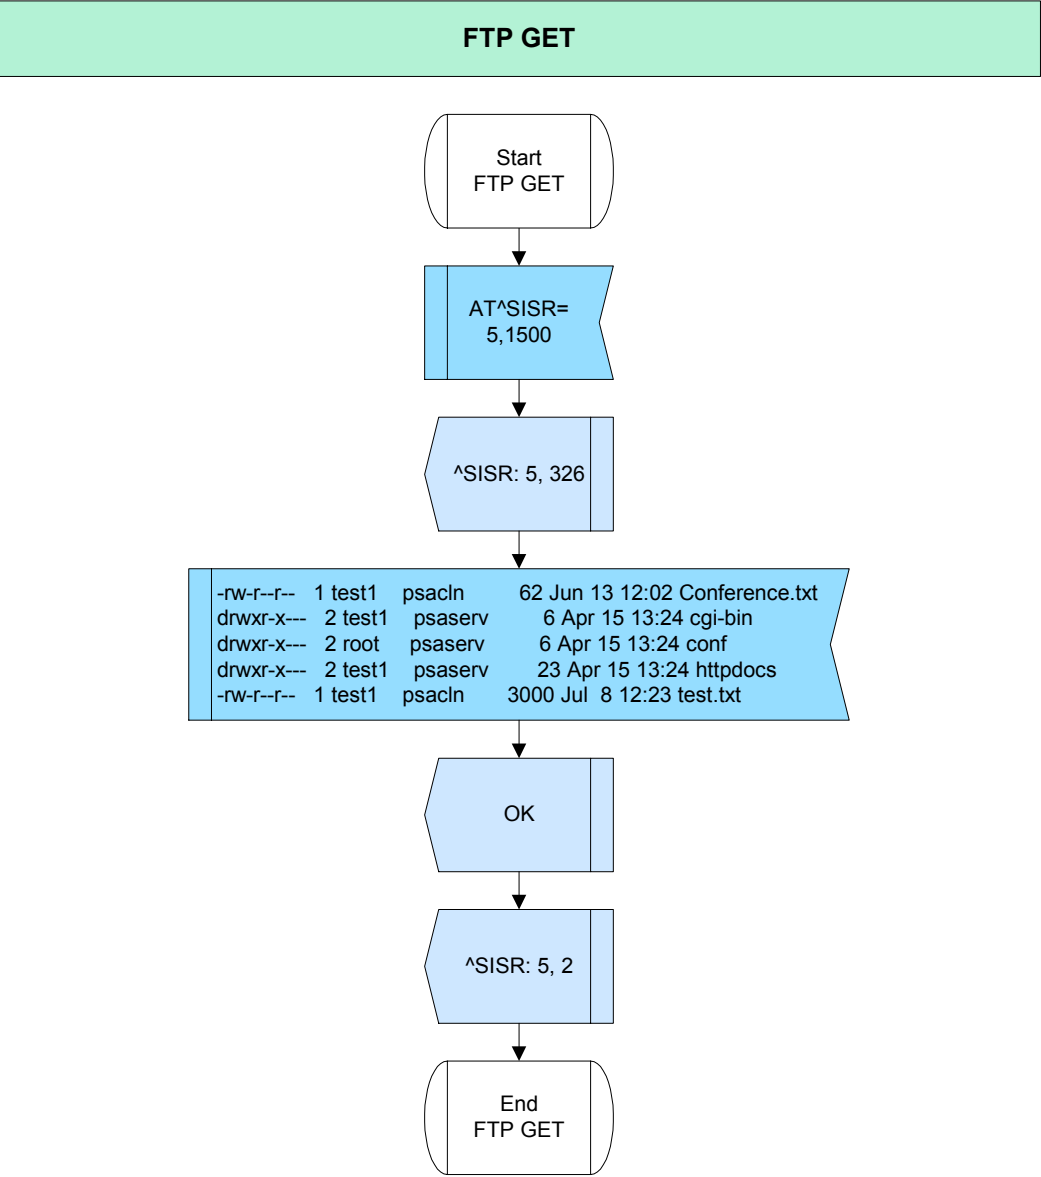 FTP GET
Start
FTP GET
AT^SISR=
5,1500
^SISR: 5, 326
-rw-r--r-- 1 test1 psacln 62 Jun 13 12:02 Conference.txt
drwxr-x--- 2 test1 psaserv 6 Apr 15 13:24 cgi-bin
drwxr-x--- 2 root psaserv 6 Apr 15 13:24 conf
drwxr-x--- 2 test1 psaserv 23 Apr 15 13:24 httpdocs
-rw-r--r-- 1 test1 psacln 3000 Jul 8 12:23 test.txt
OK
^SISR: 5, 2
End
FTP GET